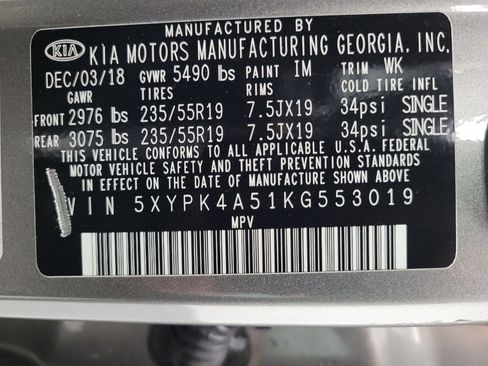 MANUFACTURED BY
KIA KIA MOTORS MANUFACTURING GEORGIA, INC.
DEC/03/18 GVWR 5490 lbs PAINT IM TRIM WK
GAWR TIRES RIMS COLD TIRE INFL
FRONT 2976 lbs 235/55R19 7.5JX19 34psi SINGLE
REAR 3075 lbs 235/55R19 7.5JX19 34psi SINGLE
THIS VEHICLE CONFORMS TO ALL APPLICABLE U.S.A. FEDERAL
MOTOR VEHICLE SAFETY AND THEFT PREVENTION STANDARDS
IN EFFECT ON THE DATE OF MANUFACTURE SHOWN ABOVE.
VIN 5XYPK4A51KG553019
MPV